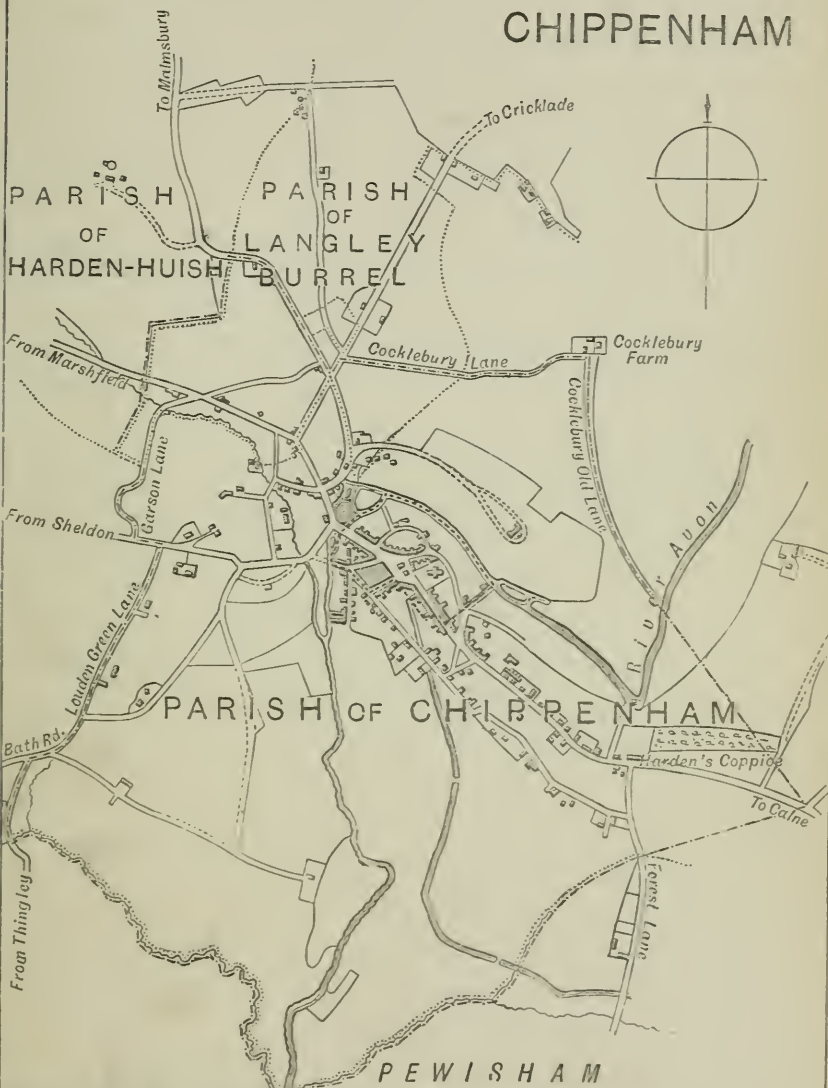 CHIPPENHAM
To Malmsbury
To Cricklade
PARISH
OF
HARDEN-HUISH
PARISH
OF
LANGLEY
BURREL
From Marshfield
Cocklebury Lane
Cocklebury
Farm
Cocklebury Old Lane
Garson Lane
From Sheldon
River Avon
Louden Green Lane
PARISH OF CHIPPENHAM
Bath Rd.
Harden's Coppice
To Calne
From Thingley
Forest Lane
PEWISHAM